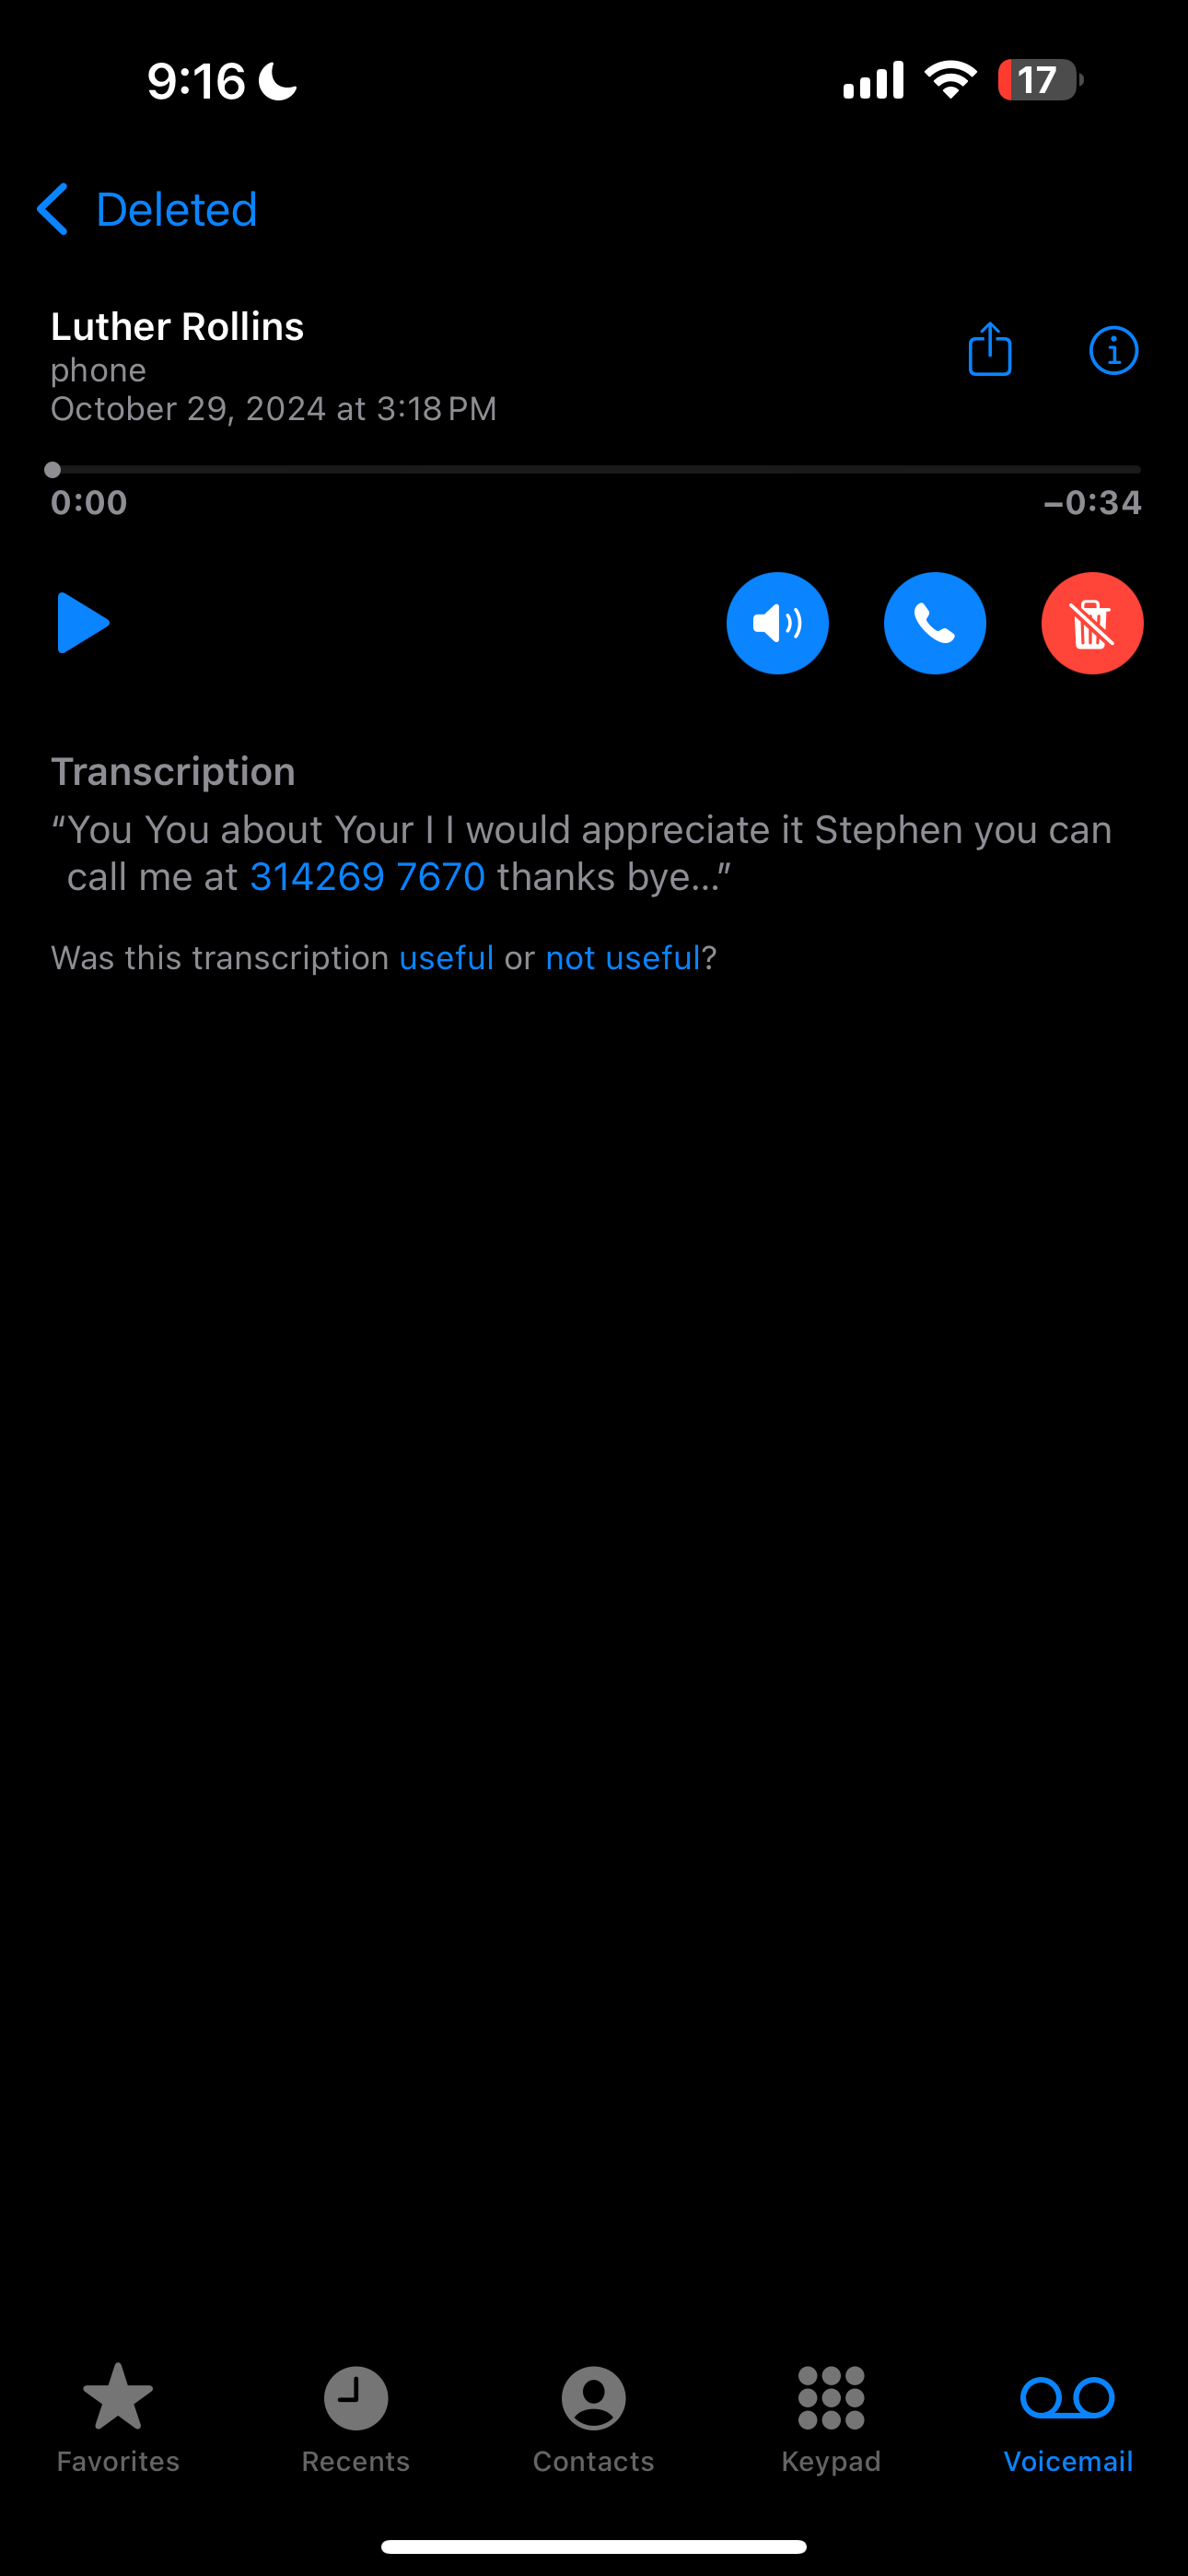 9:16
17
Deleted
Luther Rollins
phone
October 29, 2024 at 3:18 PM
0:00
–0:34
Transcription
“You You about Your I I would appreciate it Stephen you can
call me at 314269 7670 thanks bye...”
Was this transcription useful or not useful?
Favorites
Recents
Contacts
Keypad
Voicemail